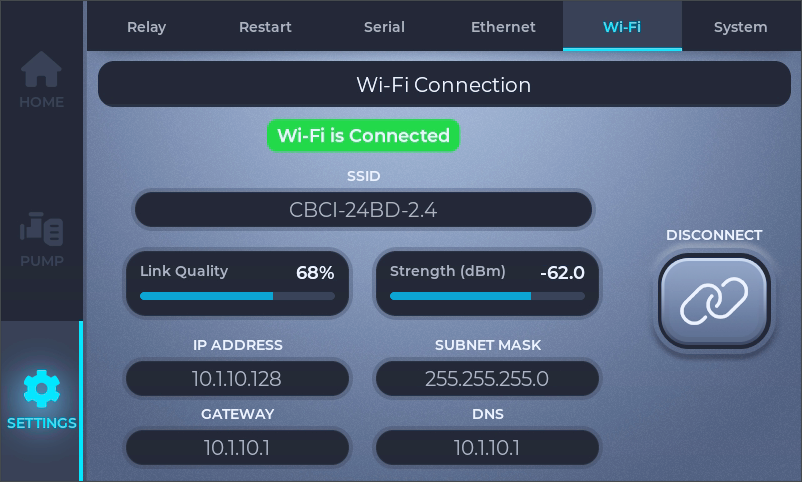 Relay
Restart
Serial
Ethernet
Wi-Fi
System
HOME
PUMP
SETTINGS
Wi-Fi Connection
Wi-Fi is Connected
SSID
CBCI-24BD-2.4
Link Quality
68%
Strength (dBm)
-62.0
DISCONNECT
IP ADDRESS
SUBNET MASK
10.1.10.128
255.255.255.0
GATEWAY
DNS
10.1.10.1
10.1.10.1